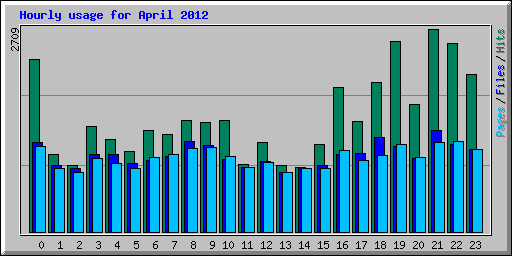 Hourly usage for April 2012
2709
Pages / Files / Hits
0 1 2 3 4 5 6 7 8 9 10 11 12 13 14 15 16 17 18 19 20 21 22 23